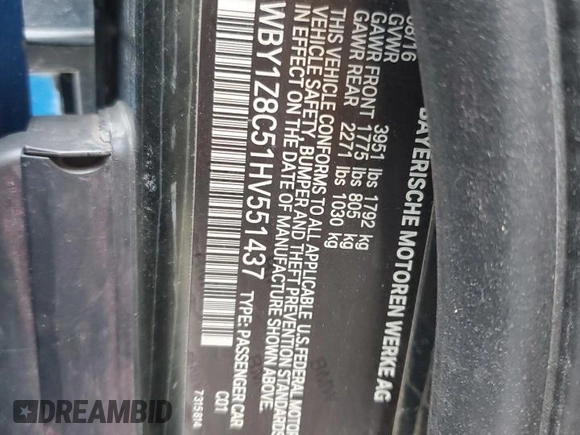 BAYERISCHE MOTOREN WERKE AG
08/16
GVWR 3951 lbs 1792 kg
GAWR FRONT 1775 lbs 805 kg
GAWR REAR 2271 lbs 1030 kg
THIS VEHICLE CONFORMS TO ALL APPLICABLE U.S. FEDERAL MOTOR
VEHICLE SAFETY, BUMPER AND THEFT PREVENTION STANDARDS
IN EFFECT ON THE DATE OF MANUFACTURE SHOWN ABOVE.
WBY1Z8C51HV551437 TYPE: PASSENGER CAR
C01
7315814
DREAMBID